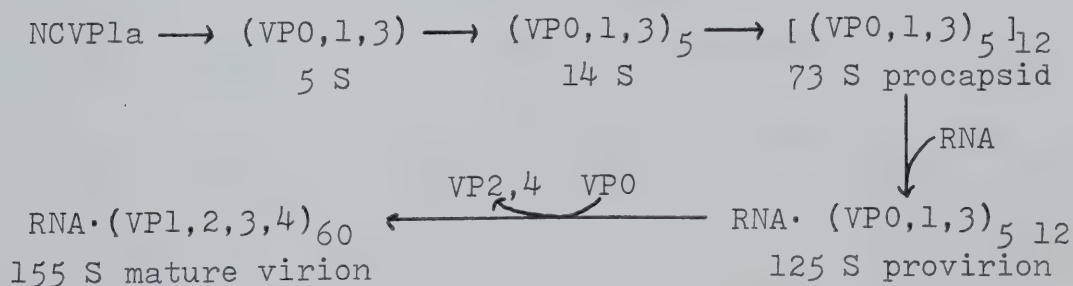 NCVP1a ⟶ (VP0,1,3) ⟶ (VP0,1,3)5 ⟶ [(VP0,1,3)5]12
5 S 14 S 73 S procapsid
RNA
VP2,4 VP0
RNA·(VP1,2,3,4)60 RNA· (VP0,1,3)5 12
155 S mature virion 125 S provirion